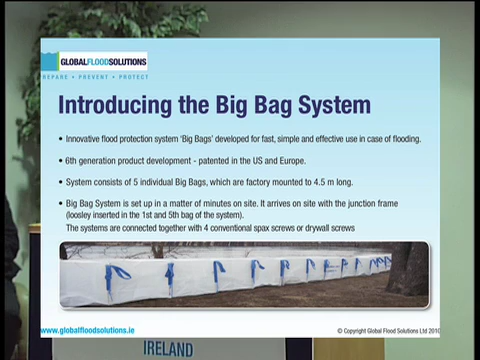 GLOBALFLOODSOLUTIONS
REPARE • PREVENT • PROTECT
Introducing the Big Bag System
• Innovative flood protection system ‘Big Bags’ developed for fast, simple and effective use in case of flooding.
• 6th generation product development - patented in the US and Europe.
• System consists of 5 individual Big Bags, which are factory mounted to 4.5 m long.
• Big Bag System is set up in a matter of minutes on site. It arrives on site with the junction frame
(loosley inserted in the 1st and 5th bag of the system).
The systems are connected together with 4 conventional spax screws or drywall screws
www.globalfloodsolutions.ie
© Copyright Global Flood Solutions Ltd 2010
IRELAND